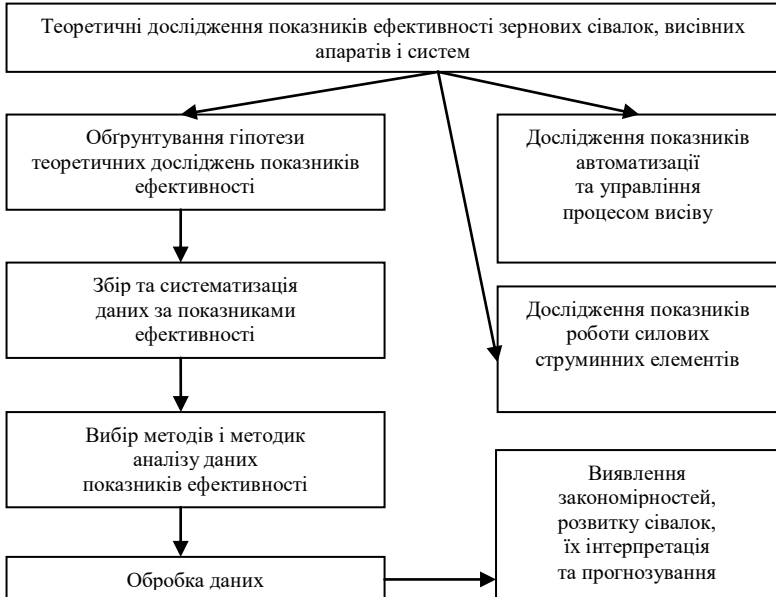 Теоретичні дослідження показників ефективності зернових сівалок, висівних
апаратів і систем
Обґрунтування гіпотези
теоретичних досліджень показників
ефективності
Збір та систематизація
даних за показниками
ефективності
Вибір методів і методик
аналізу даних
показників ефективності
Обробка даних
Дослідження показників
автоматизації
та управління
процесом висіву
Дослідження показників
роботи силових
струминних елементів
Виявлення
закономірностей,
розвитку сівалок,
їх інтерпретація
та прогнозування